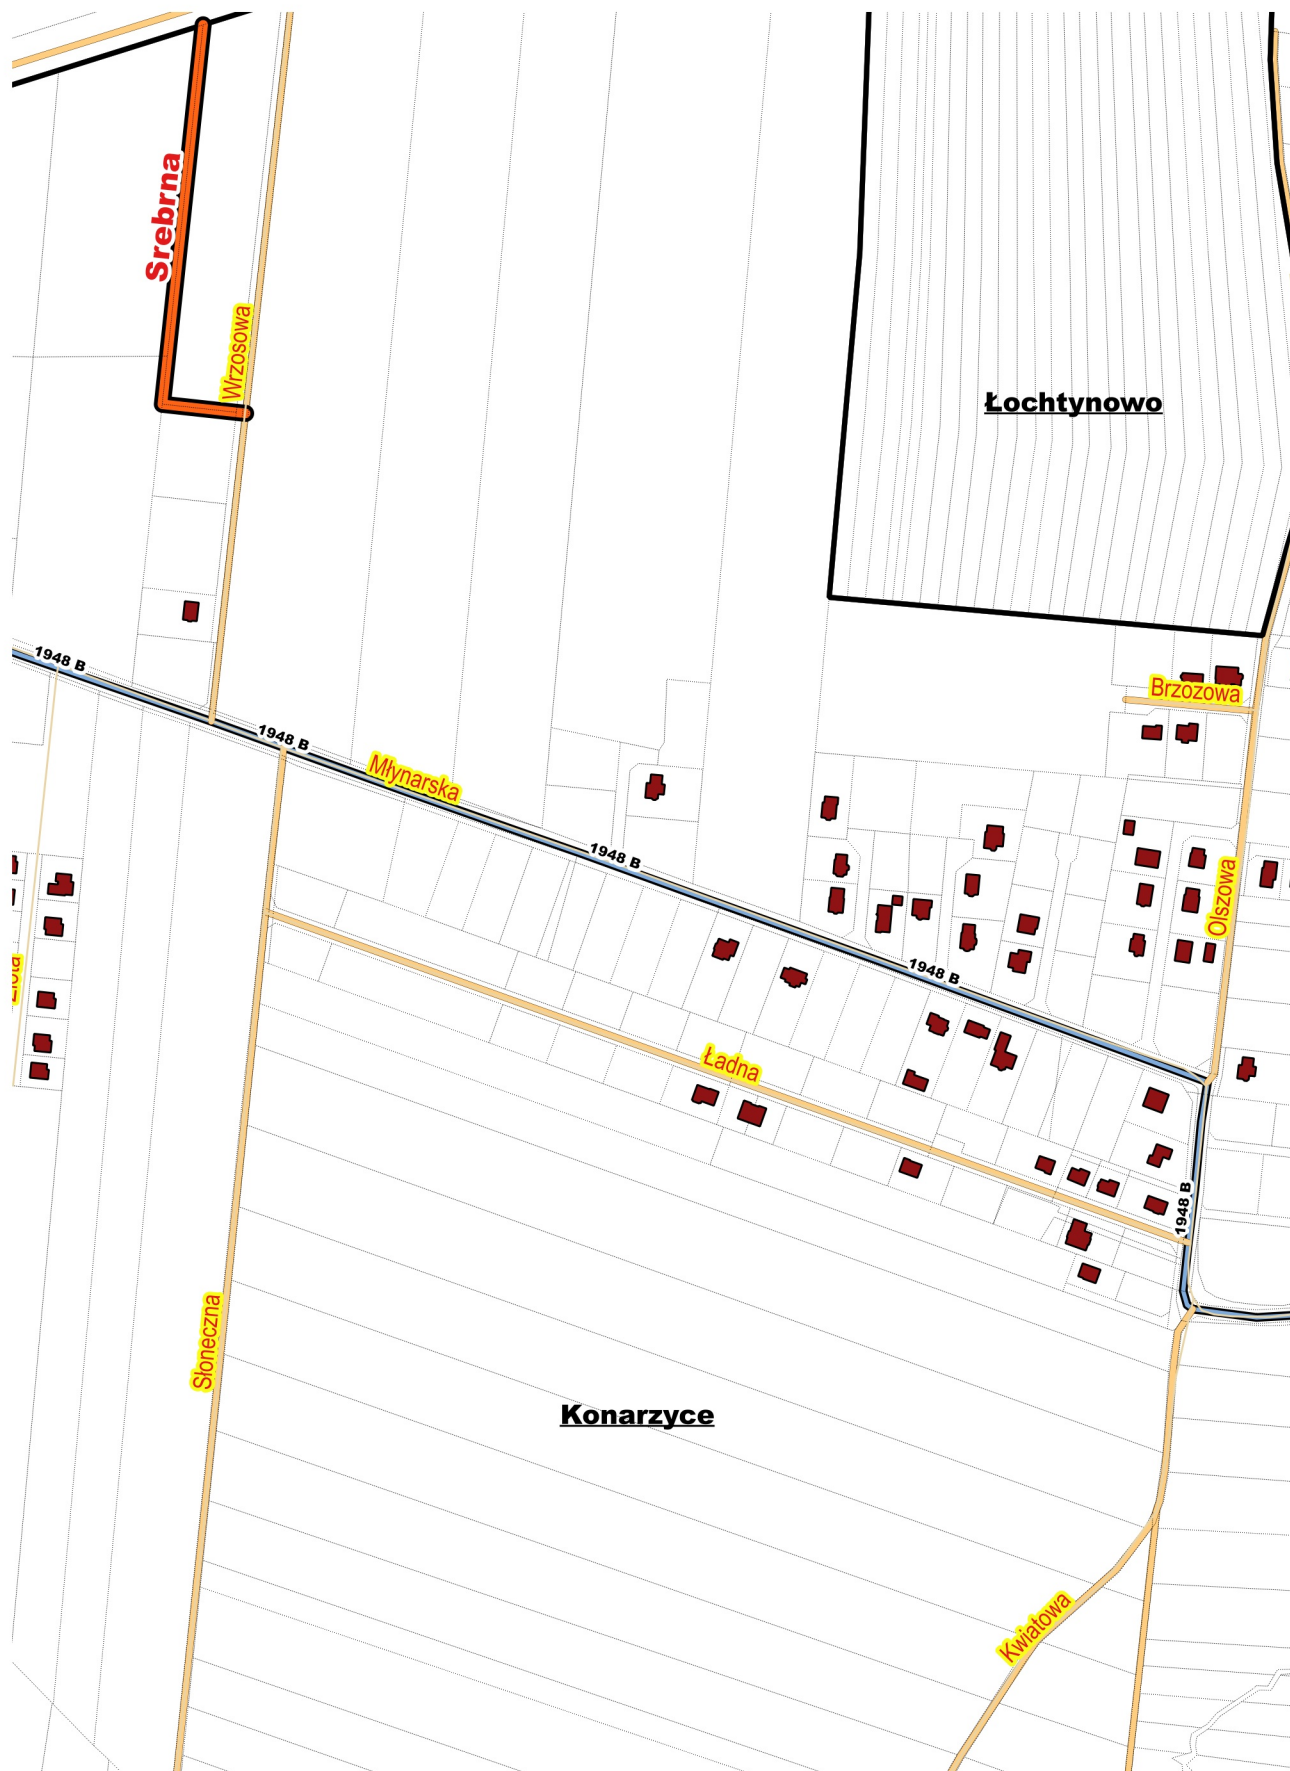 Srebrna
Wrzosowa
Łochtynowo
1948 B
Brzozowa
1948 B
Młynarska
1948 B
Olszowa
1948 B
Ładna
1948 B
Słoneczna
Konarzyce
Kwiatowa